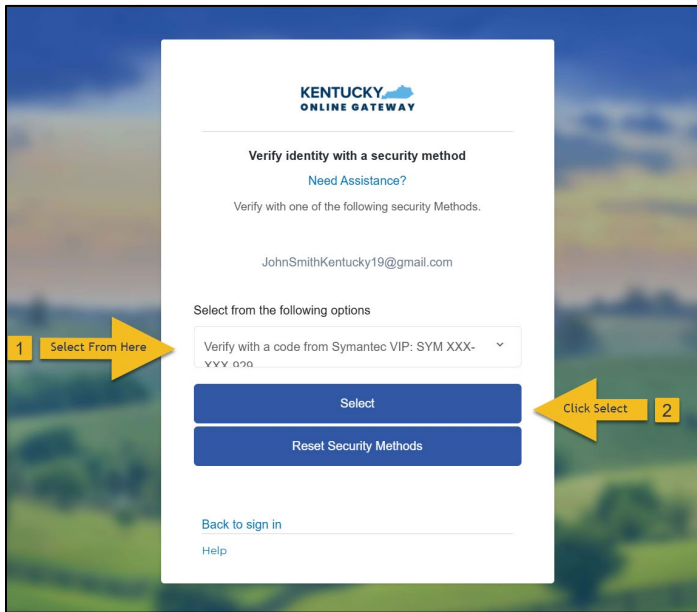 KENTUCKY
ONLINE GATEWAY
Verify identity with a security method
Need Assistance?
Verify with one of the following security Methods.
JohnSmithKentucky19@gmail.com
Select from the following options
1 Select From Here
Verify with a code from Symantec VIP: SYM XXX-
XXX 929
Select
Click Select 2
Reset Security Methods
Back to sign in
Help